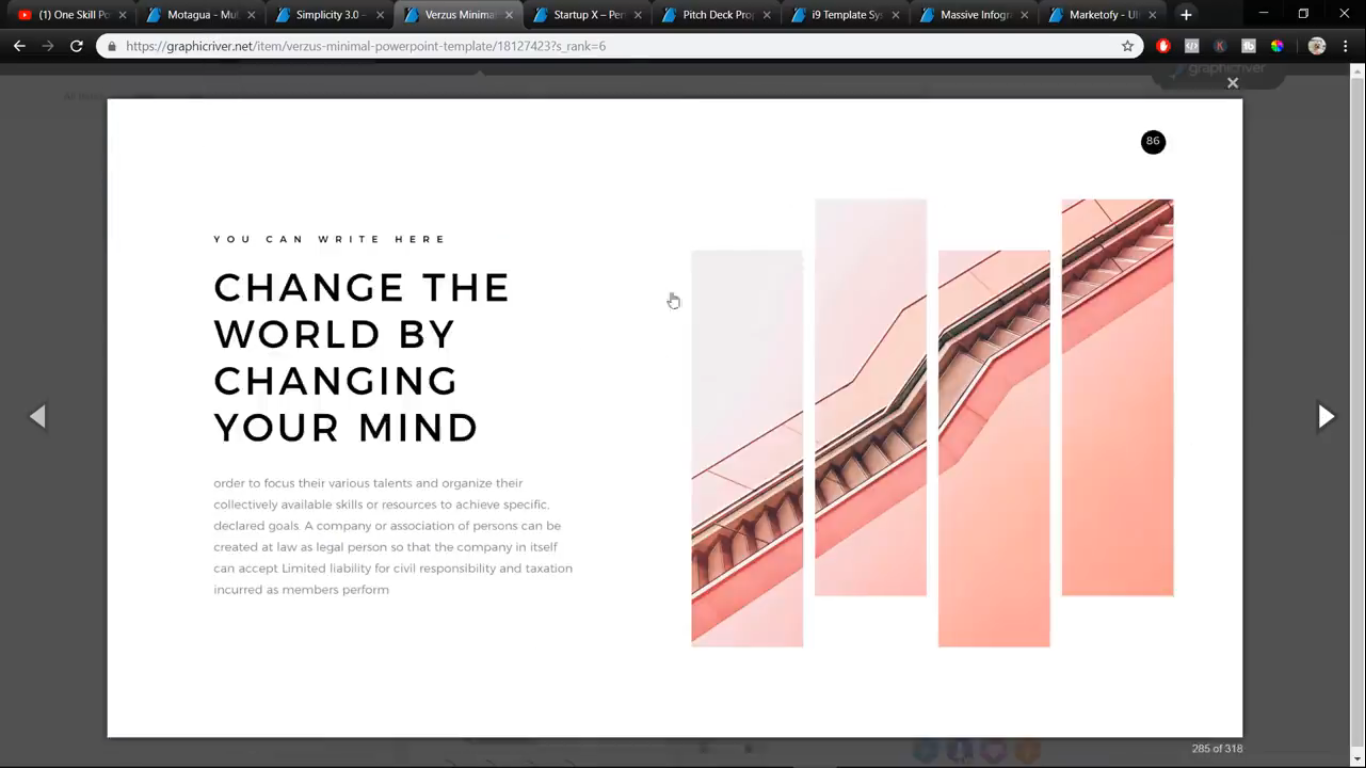 (1) One Skill Po
Motagua - Mul
Simplicity 3.0 -
Verzus Minima
Startup X – Per
Pitch Deck Pro
i9 Template Sy
Massive Infogr
Marketofy - Ul
https://graphicriver.net/item/verzus-minimal-powerpoint-template/18127423?s_rank=6
graphicriver
86
YOU CAN WRITE HERE
CHANGE THE
WORLD BY
CHANGING
YOUR MIND
order to focus their various talents and organize their
collectively available skills or resources to achieve specific,
declared goals. A company or association of persons can be
created at law as legal person so that the company in itself
can accept Limited liability for civil responsibility and taxation
incurred as members perform
285 of 318